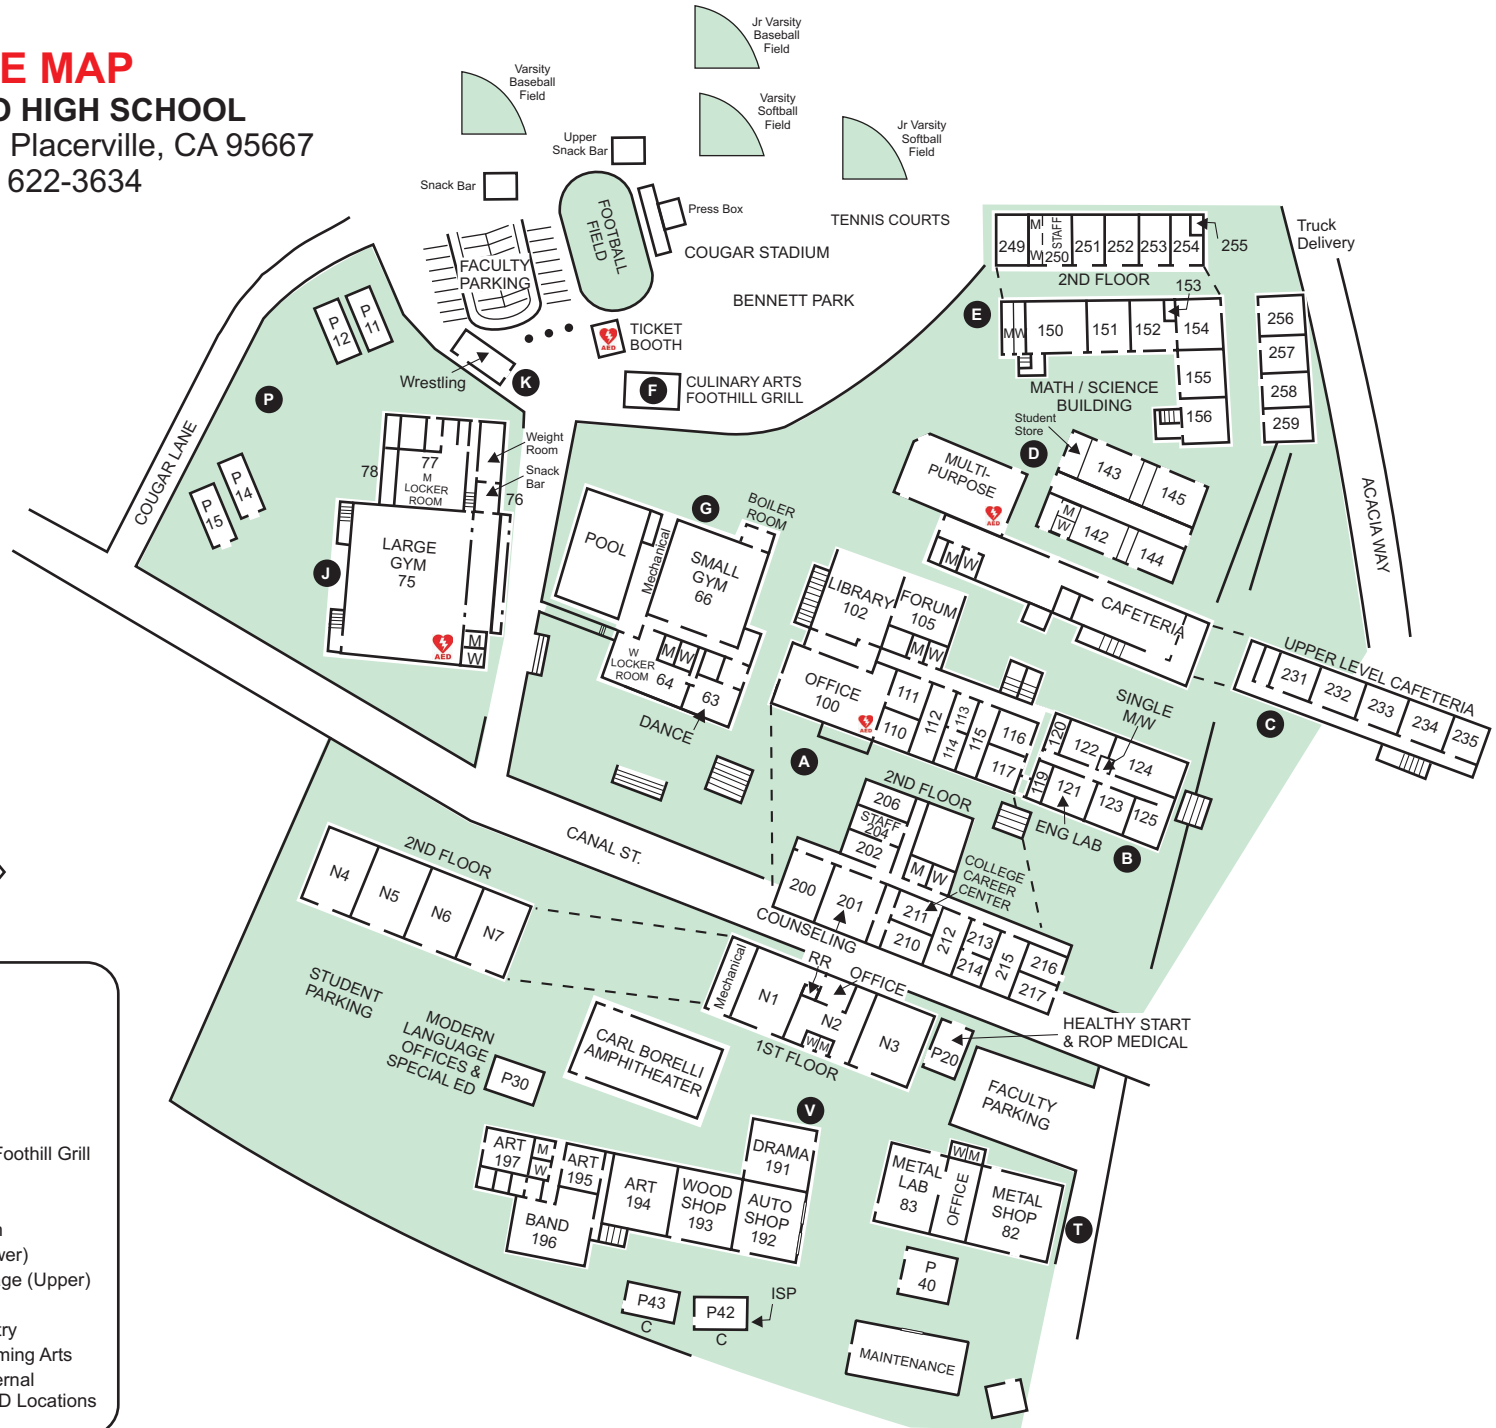 E MAP
HIGH SCHOOL
Placerville, CA 95667
622-3634
Jr Varsity
Baseball
Field
Varsity
Baseball
Field
Varsity
Softball
Field
Jr Varsity
Softball
Field
Upper
Snack Bar
Snack Bar
FOOTBALL
FIELD
Press Box
TENNIS COURTS
COUGAR STADIUM
BENNETT PARK
FACULTY
PARKING
TICKET
BOOTH
AED
Wrestling
K
F
CULINARY ARTS
FOOTHILL GRILL
P
12
P
11
P
P
14
P
15
COUGAR LANE
Truck
Delivery
249
M
W
STAFF
250
251
252
253
254
255
2ND FLOOR
153
E
M
W
150
151
152
154
155
156
MATH / SCIENCE
BUILDING
256
257
258
259
ACACIA WAY
Student
Store
D
143
145
M
W
142
144
MULTI-
PURPOSE
AED
M
W
CAFETERIA
UPPER LEVEL CAFETERIA
231
232
233
234
235
C
78
77
M
LOCKER
ROOM
Weight
Room
Snack
Bar
76
LARGE
GYM
75
J
AED
M
W
G
BOILER
ROOM
POOL
Mechanical
SMALL
GYM
66
W
LOCKER
ROOM
M
W
64
63
DANCE
LIBRARY
102
FORUM
105
M
W
OFFICE
100
AED
111
110
112
113
114
115
116
117
A
SINGLE
M/W
120
122
124
119
121
123
125
ENG LAB
B
2ND FLOOR
206
STAFF
204
202
M
W
COLLEGE
CAREER
CENTER
200
201
211
210
212
213
214
215
216
217
COUNSELING
CANAL ST.
2ND FLOOR
N4
N5
N6
N7
STUDENT
PARKING
Mechanical
N1
RR
OFFICE
N2
W
M
N3
1ST FLOOR
P20
HEALTHY START
& ROP MEDICAL
MODERN
LANGUAGE
OFFICES &
SPECIAL ED
P30
CARL BORELLI
AMPHITHEATER
FACULTY
PARKING
V
ART
197
M
W
ART
195
BAND
196
ART
194
WOOD
SHOP
193
DRAMA
191
AUTO
SHOP
192
METAL
LAB
83
W
M
OFFICE
METAL
SHOP
82
T
P
40
P43
C
P42
C
ISP
MAINTENANCE
Foothill Grill
ver)
ge (Upper)
try
ming Arts
ernal
D Locations